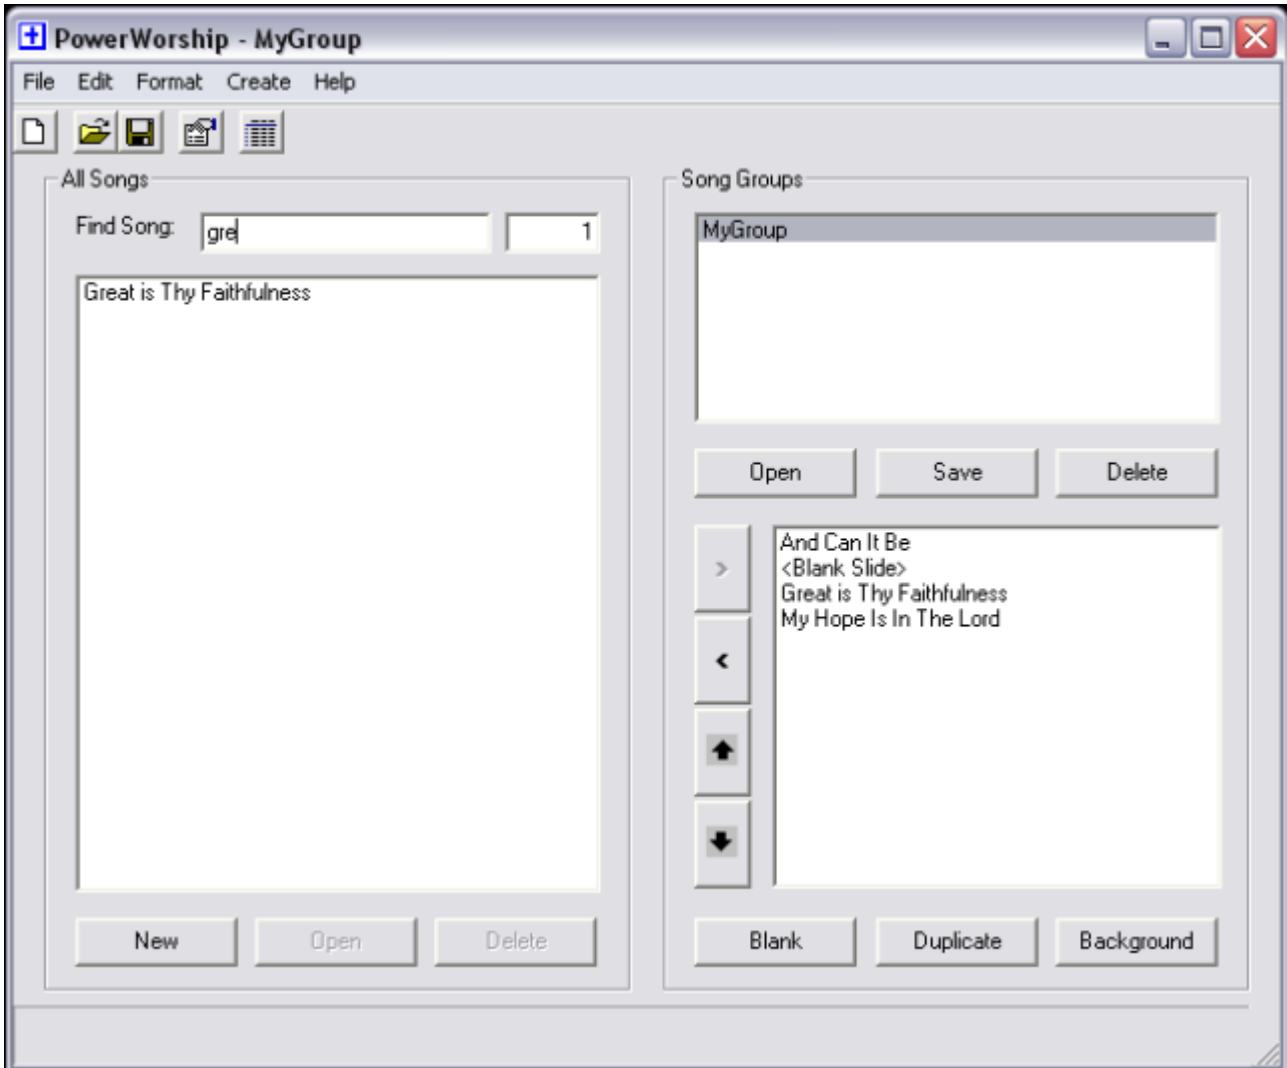 PowerWorship - MyGroup
File Edit Format Create Help
All Songs
Find Song: gre 1
Great is Thy Faithfulness
New Open Delete
Song Groups
MyGroup
Open Save Delete
>
<
And Can It Be
<Blank Slide>
Great is Thy Faithfulness
My Hope Is In The Lord
Blank Duplicate Background